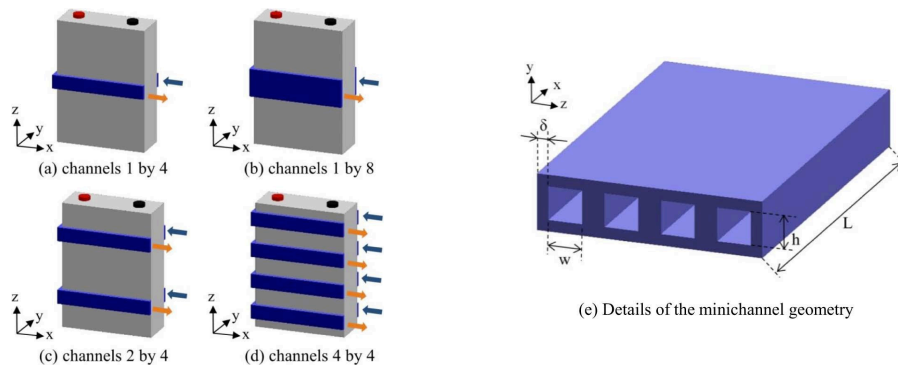 z
y
x
(a) channels 1 by 4
z
y
x
(b) channels 1 by 8
z
y
x
(c) channels 2 by 4
z
y
x
(d) channels 4 by 4
y
x
z
δ
w
h
L
(e) Details of the minichannel geometry